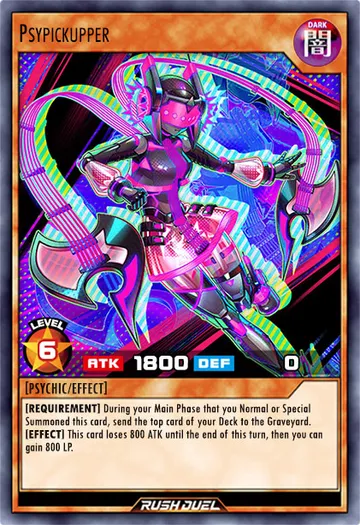 PSYPICKUPPER
DARK
闇
LEVEL
6
ATK 1800 DEF 0
[PSYCHIC/EFFECT]
[REQUIREMENT] During your Main Phase that you Normal or Special
Summoned this card, send the top card of your Deck to the Graveyard.
[EFFECT] This card loses 800 ATK until the end of this turn, then you can
gain 800 LP.
RUSH DUEL